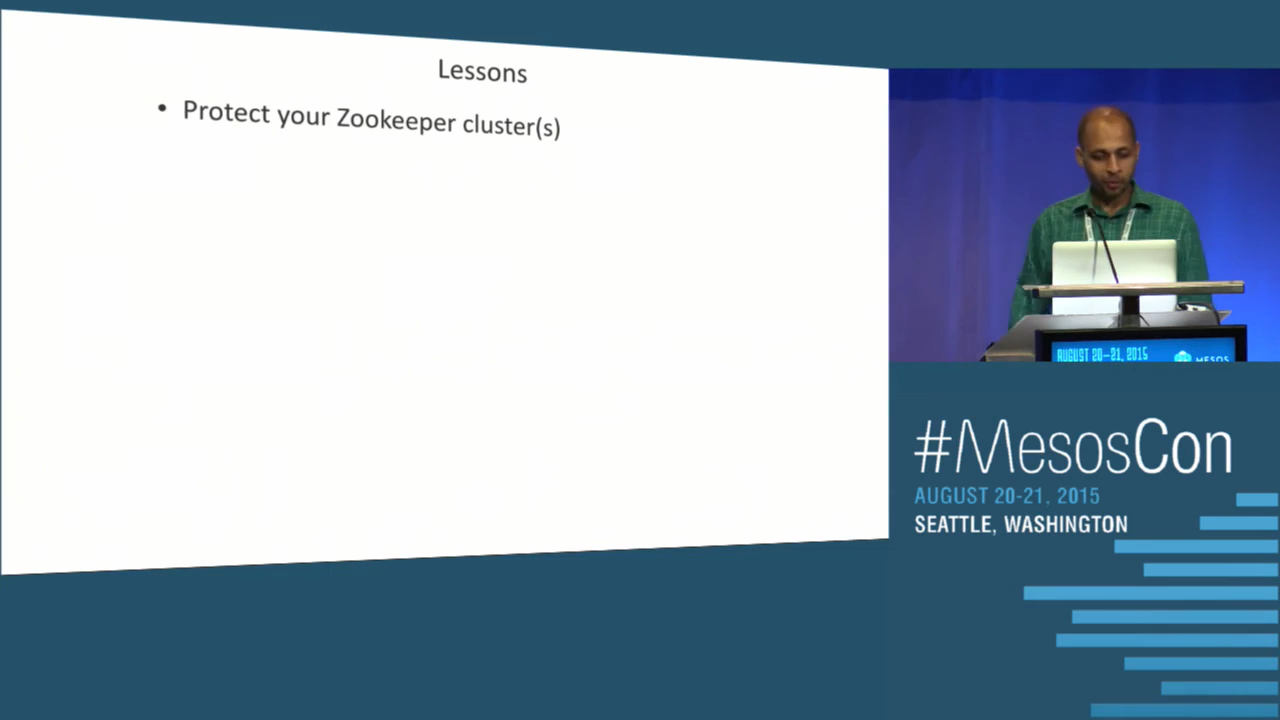 Lessons
• Protect your Zookeeper cluster(s)
AUGUST 20-21, 2015
MESOS
#MesosCon
AUGUST 20-21, 2015
SEATTLE, WASHINGTON